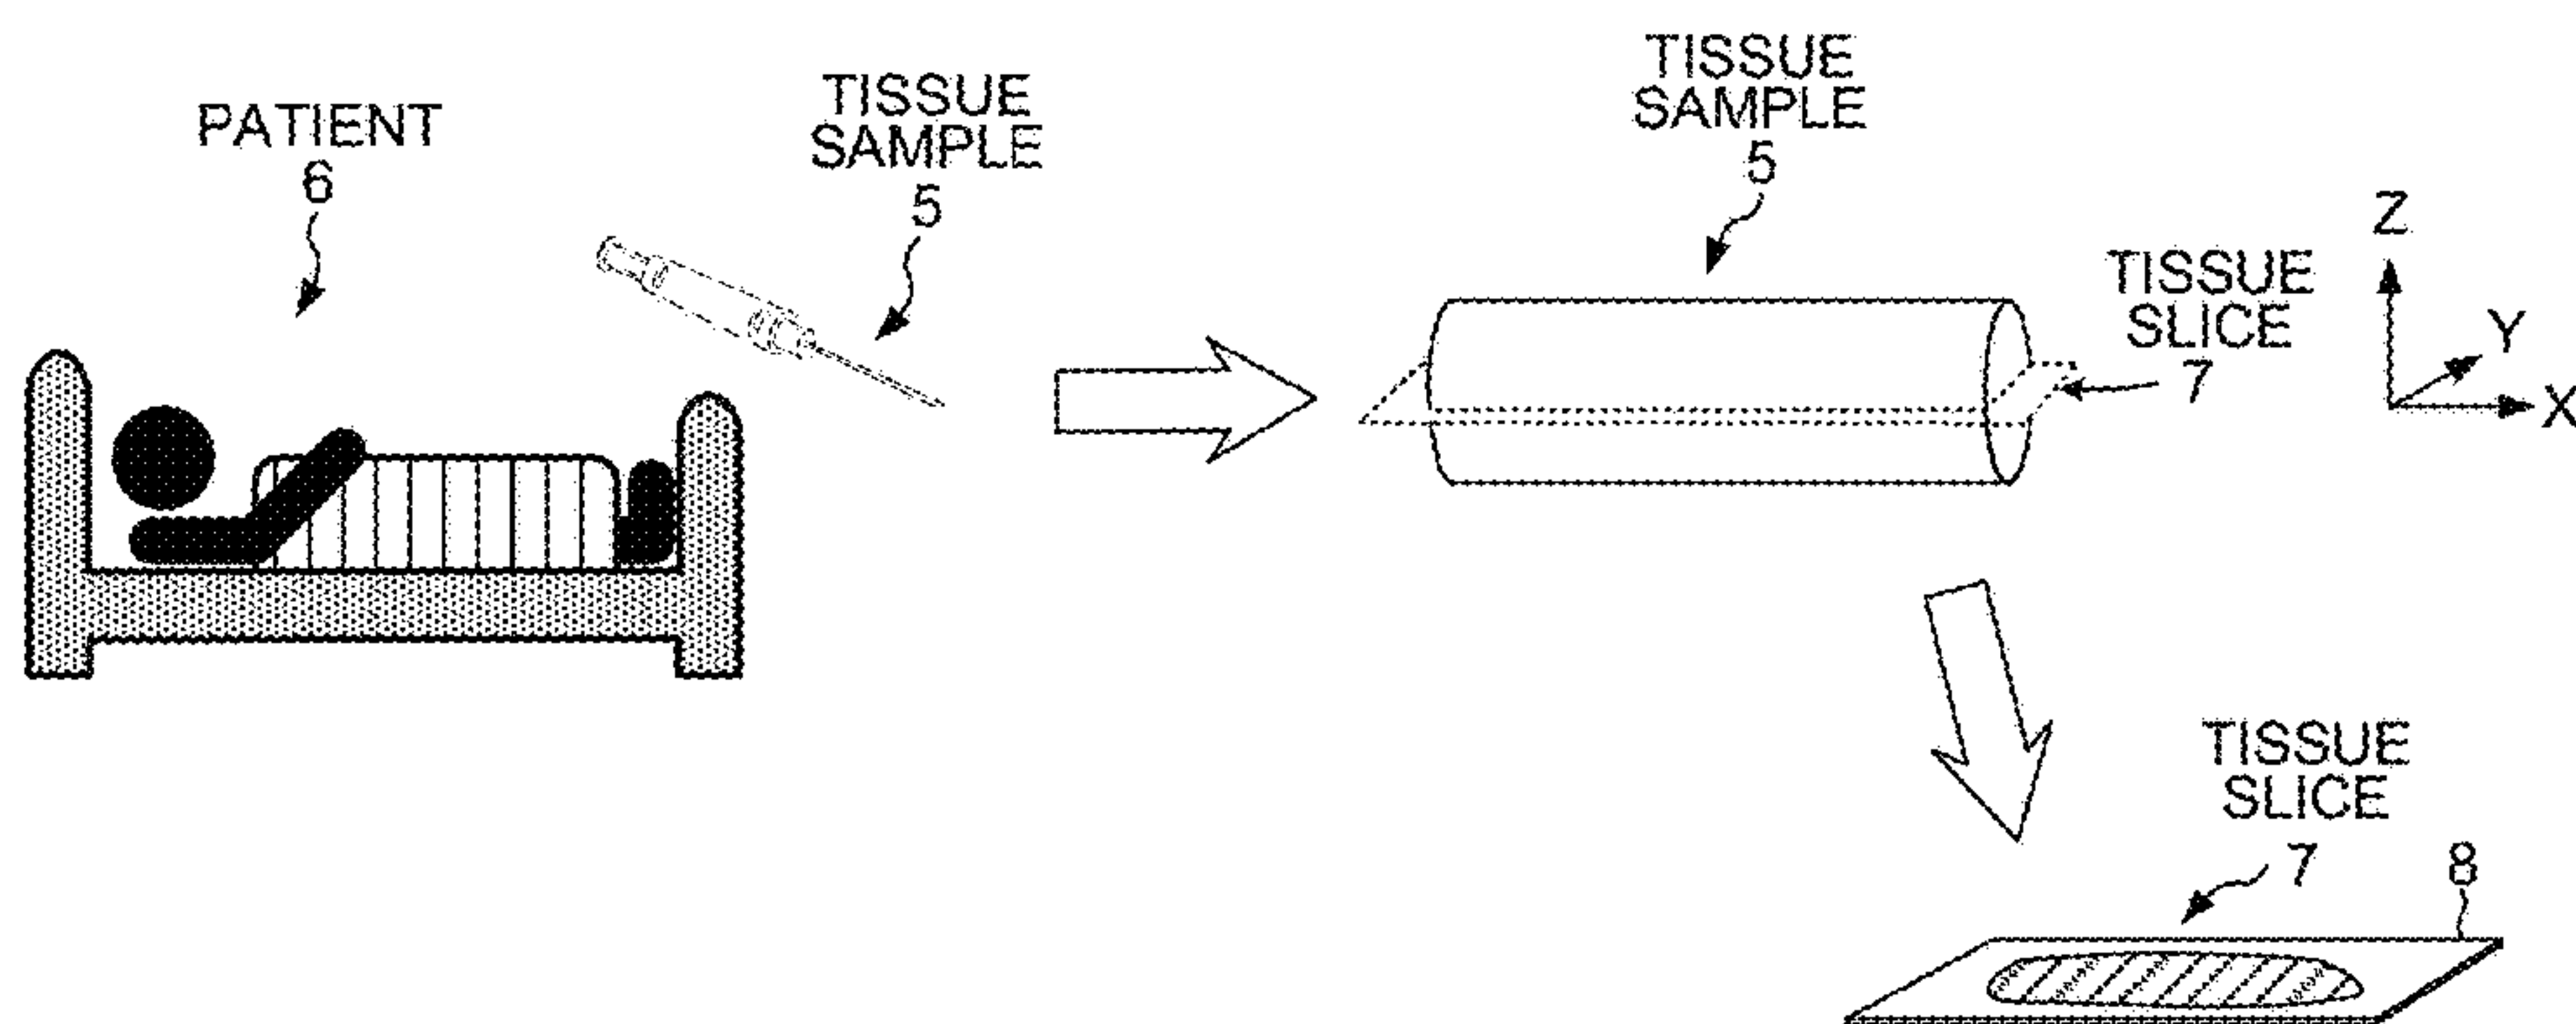 PATIENT
6
TISSUE
SAMPLE
5
TISSUE
SAMPLE
5
TISSUE
SLICE
7
Z
Y
X
TISSUE
SLICE
7
8